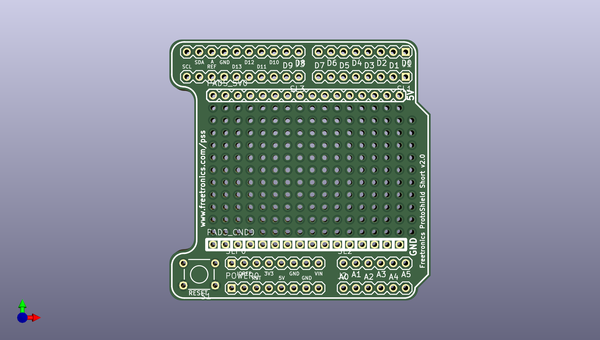 SCL SDA A REF GND D13 D12 D11 D10 D9 D8 D7 D6 D5 D4 D3 D2 D1 D0
5V
www.freetronics.com/pss
Freetronics ProtoShield Short v2.0
GND
POWER
3V3 5V GND GND VIN
A0 A1 A2 A3 A4 A5
RESET